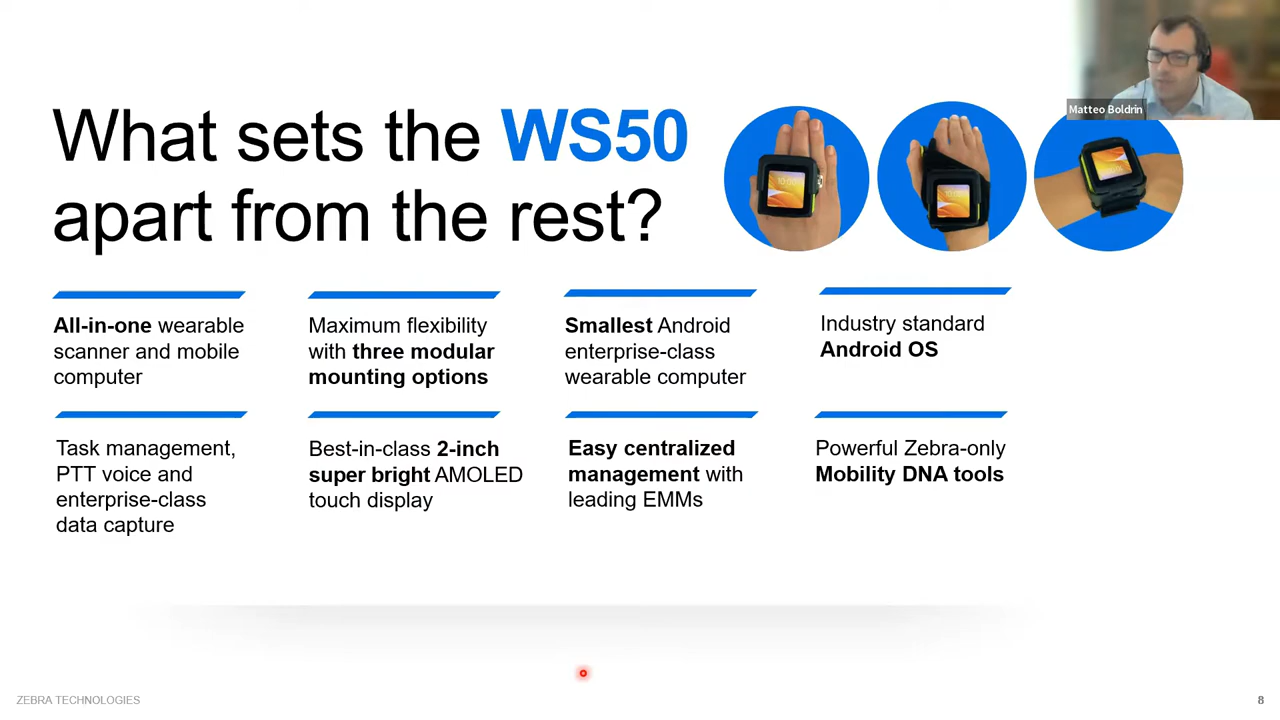 Matteo Boldrin
What sets the WS50
apart from the rest?
All-in-one wearable
scanner and mobile
computer
Maximum flexibility
with three modular
mounting options
Smallest Android
enterprise-class
wearable computer
Industry standard
Android OS
Task management,
PTT voice and
enterprise-class
data capture
Best-in-class 2-inch
super bright AMOLED
touch display
Easy centralized
management with
leading EMMs
Powerful Zebra-only
Mobility DNA tools
ZEBRA TECHNOLOGIES
8